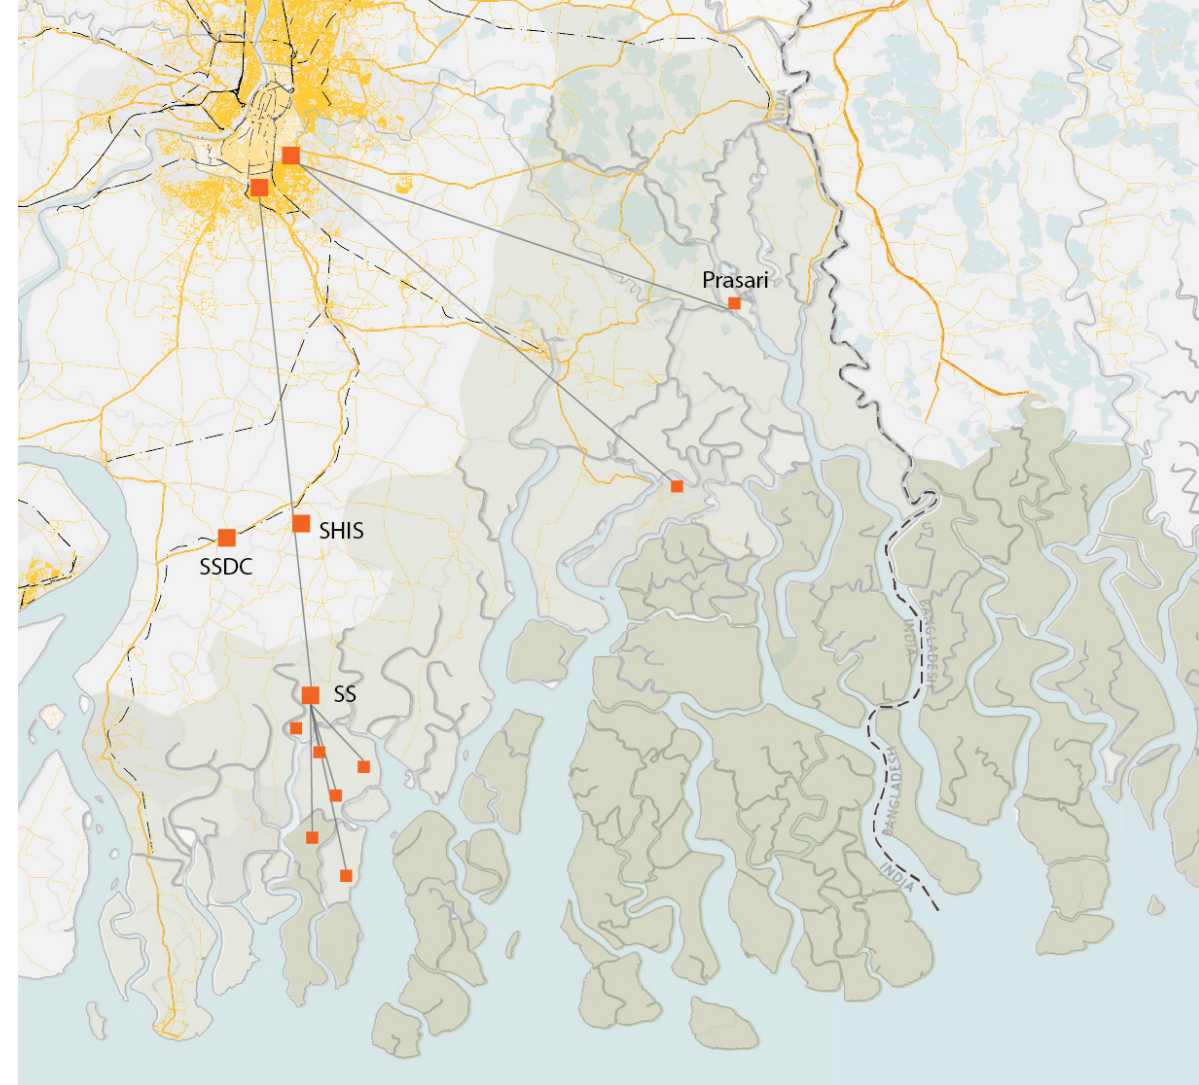 INDIA
Prasari
SHIS
SSDC
BANGLADESH
INDIA
SS
BANGLADESH
INDIA